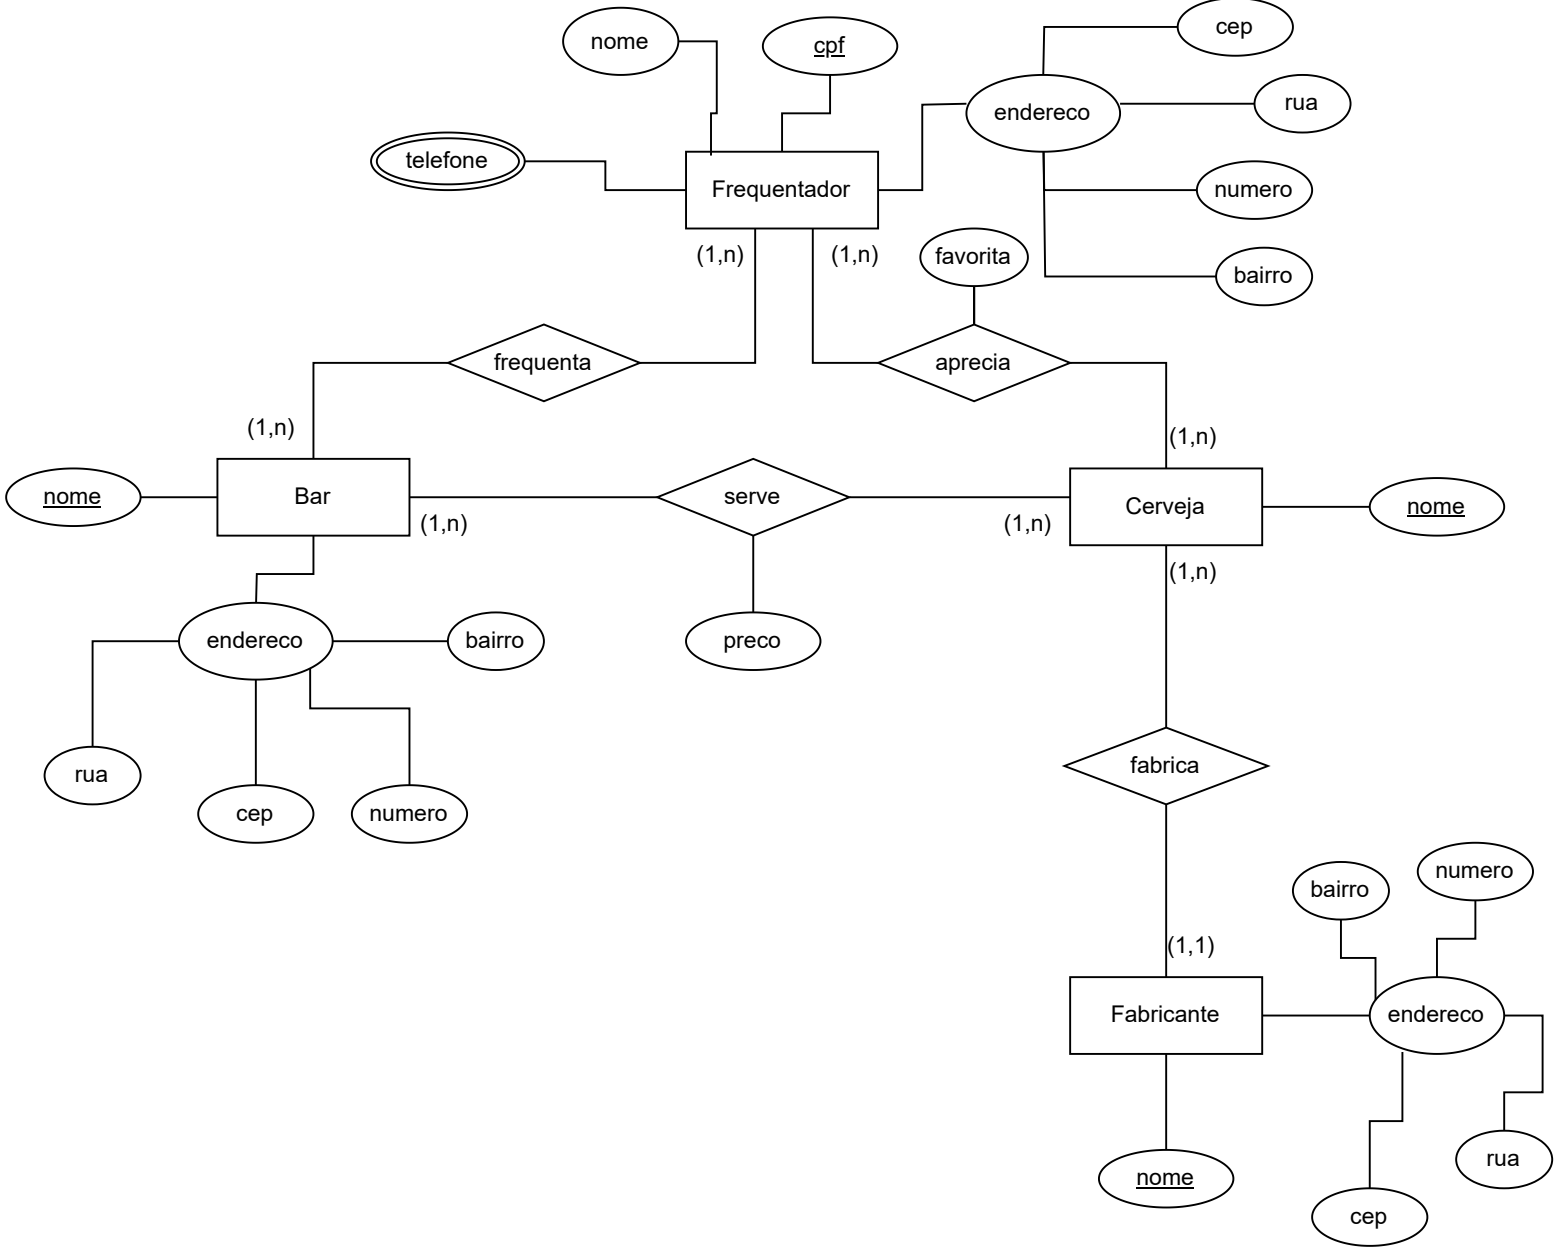 cep
nome
cpf
rua
endereco
telefone
Frequentador
numero
(1,n)
(1,n)
favorita
bairro
frequenta
aprecia
(1,n)
(1,n)
nome
Bar
serve
Cerveja
nome
(1,n)
(1,n)
(1,n)
endereco
bairro
preco
rua
fabrica
cep
numero
numero
bairro
(1,1)
Fabricante
endereco
rua
nome
cep